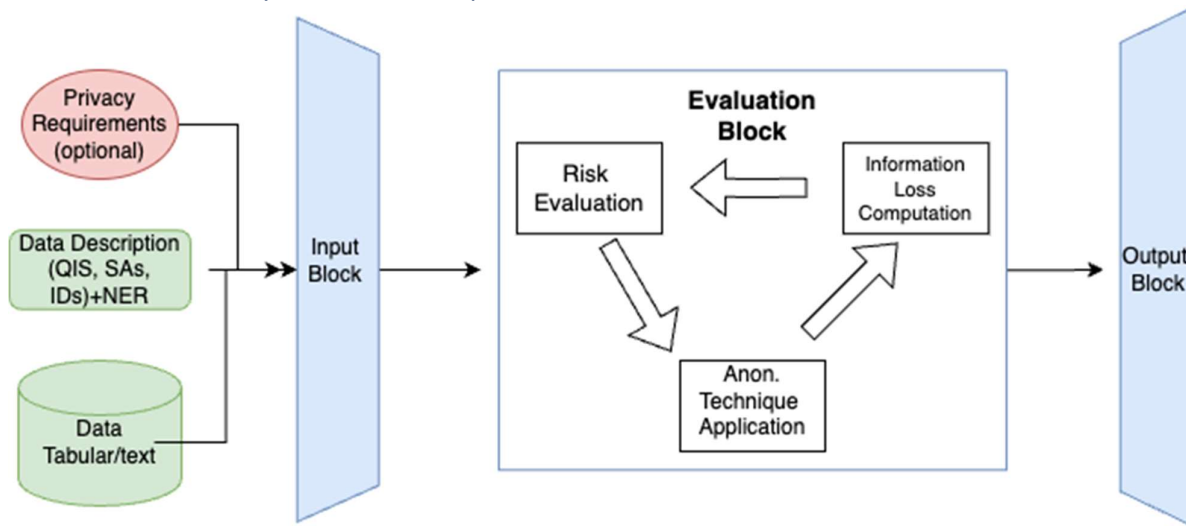 Privacy
Requirements
(optional)
Data Description
(QIS, SAs,
IDs)+NER
Data
Tabular/text
Input
Block
Evaluation
Block
Risk
Evaluation
Information
Loss
Computation
Anon.
Technique
Application
Output
Block